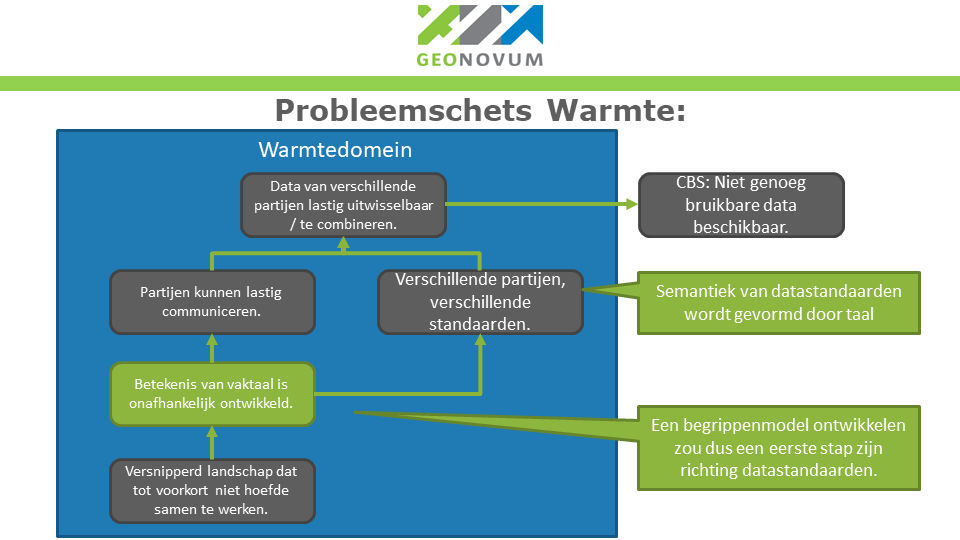 GEONOVUM
Probleemschets Warmte:
Warmtedomein
Data van verschillende
partijen lastig uitwisselbaar
/ te combineren.
CBS: Niet genoeg
bruikbare data
beschikbaar.
Partijen kunnen lastig
communiceren.
Verschillende partijen,
verschillende
standaarden.
Semantiek van datastandaarden
wordt gevormd door taal
Betekenis van vaktaal is
onafhankelijk ontwikkeld.
Een begrippenmodel ontwikkelen
zou dus een eerste stap zijn
richting datastandaarden.
Versnipperd landschap dat
tot voorkort niet hoefde
samen te werken.